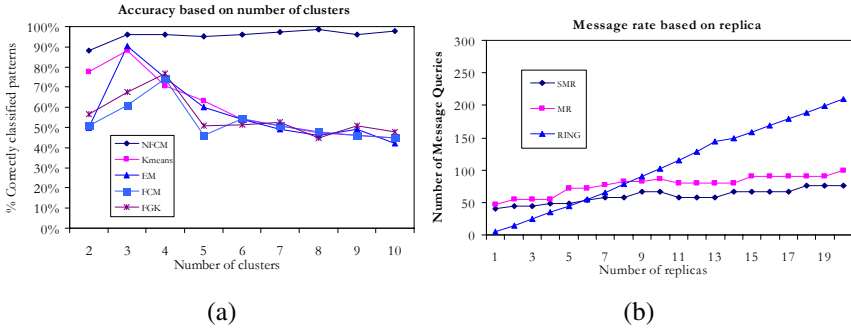 Accuracy based on number of clusters
% Correctly classified patterns
100%
90%
80%
70%
60%
50%
40%
30%
20%
10%
0%
NFCM
Kmeans
EM
FCM
FGK
2 3 4 5 6 7 8 9 10
Number of clusters
(a)
Message rate based on replica
Number of Message Queries
300
250
200
150
100
50
0
SMR
MR
RING
1 3 5 7 9 11 13 15 17 19
Number of replicas
(b)